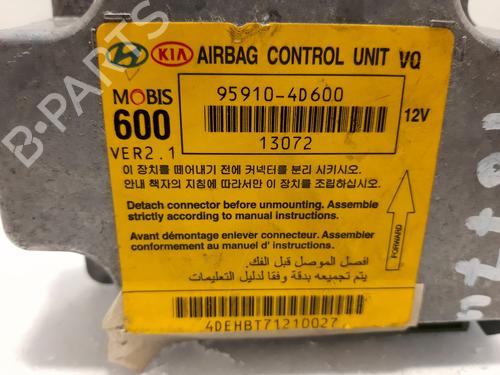 KIA AIRBAG CONTROL UNIT VQ
MOBIS
600
VER2.1
95910-4D600
13072
12V
이 장치를 떼어내기 전에 커넥터를 분리 시키시오.
안내 책자의 지침에 따라서만 이 장치를 조립하십시오.
Detach connector before unmounting. Assemble
strictly according to manual instructions.
Avant démontage enlever connecteur. Assembler
conformement au manuel d' instructions.
افصل الموصل قبل الفك.
يتم تجميعه بدقة وفقا لدليل التعليمات
FORWARD
4DEHBT71210027